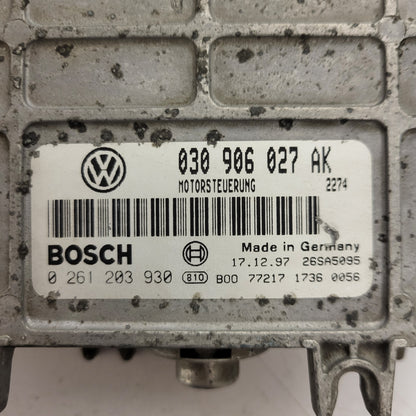 VW
030 906 027 AK
MOTORSTEUERUNG 2274
BOSCH Made in Germany
17.12.97 26SA5095
0 261 203 930 810 B00 77217 1736 0056